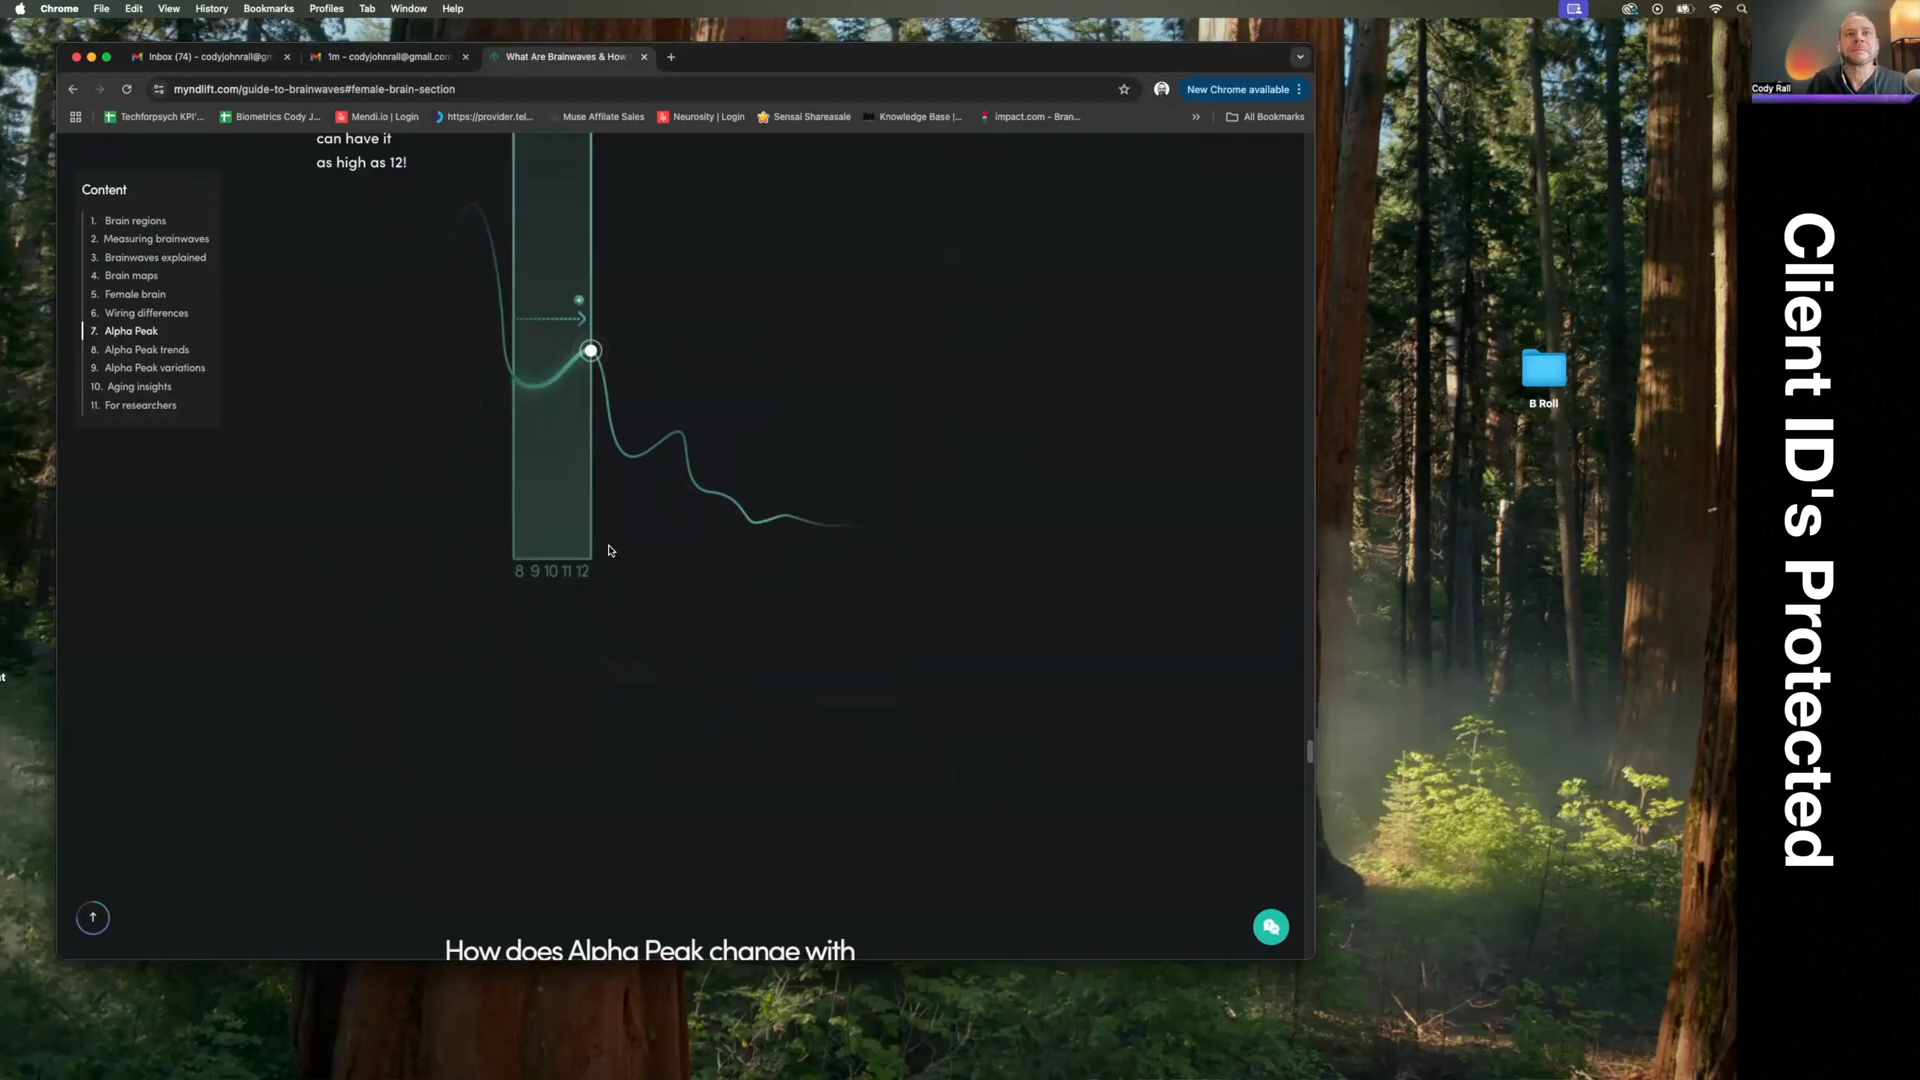 Chrome File Edit View History Bookmarks Profiles Tab Window Help
Inbox (74) - codyjohnrall@gm
1m - codyjohnrall@gmail.com
What Are Brainwaves & How
myndlift.com/guide-to-brainwaves#female-brain-section
New Chrome available
Techforpsych KPI'...
Biometrics Cody J...
Mendi.io | Login
https://provider.tel...
Muse Affilate Sales
Neurosity | Login
Sensai Shareasale
Knowledge Base |...
impact.com - Bran...
All Bookmarks
can have it
as high as 12!
Content
1. Brain regions
2. Measuring brainwaves
3. Brainwaves explained
4. Brain maps
5. Female brain
6. Wiring differences
7. Alpha Peak
8. Alpha Peak trends
9. Alpha Peak variations
10. Aging insights
11. For researchers
8 9 10 11 12
How does Alpha Peak change with
B Roll
Cody Rall
Client ID's Protected